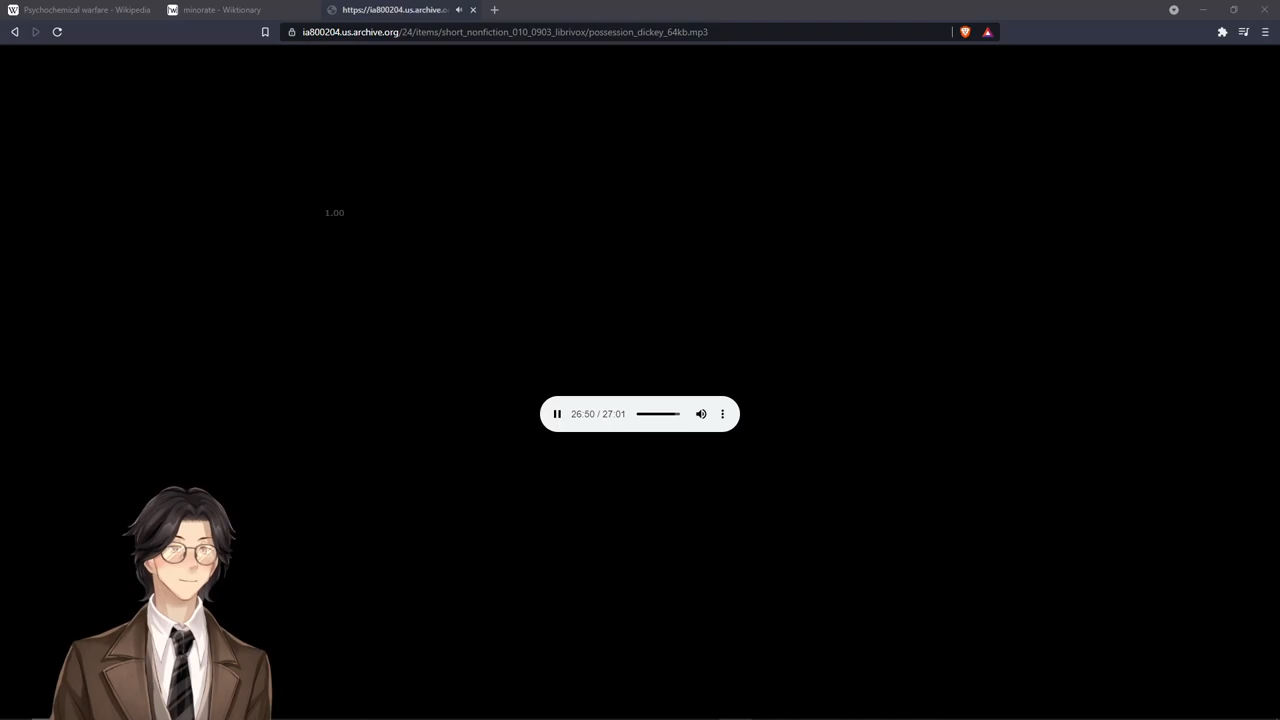 Psychochemical warfare - Wikipedia
minorate - Wiktionary
https://ia800204.us.archive.o
ia800204.us.archive.org/24/items/short_nonfiction_010_0903_librivox/possession_dickey_64kb.mp3
1.00
26:50 / 27:01